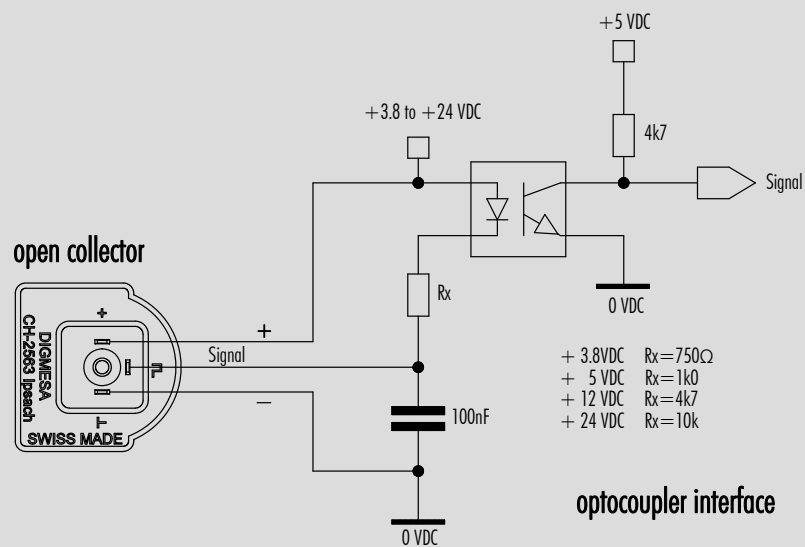 +5 VDC
+3.8 to +24 VDC
4k7
Signal
open collector
0 VDC
Rx
+
Signal
−
+
DIGMESA
CH-2563 Ipsach
SWISS MADE
100nF
+ 3.8VDC Rx=750Ω
+ 5 VDC Rx=1k0
+ 12 VDC Rx=4k7
+ 24 VDC Rx=10k
optocoupler interface
0 VDC